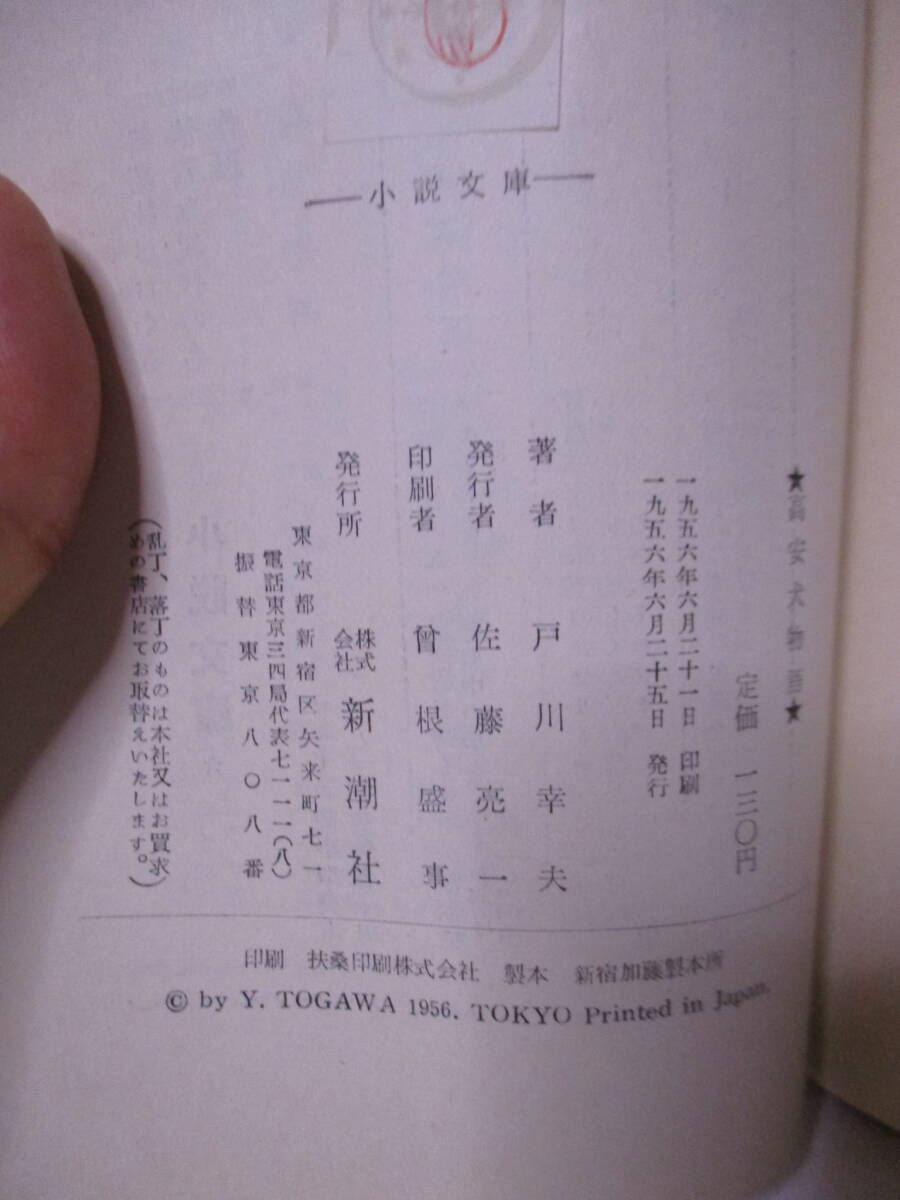 ―小説文庫―
★高安犬物語★
定価 一三〇円
一九五六年六月二十一日 印刷
一九五六年六月二十五日 発行
著者 戸川幸夫
発行者 佐藤亮一
印刷者 曾根盛事
発行所 株式会社 新潮社
東京都新宿区矢来町七一
電話東京三四局代表七一一一(八)
振替東京八〇八番
(乱丁、落丁のものは本社又はお買求
めの書店にてお取替えいたします。)
印刷 扶桑印刷株式会社 製本 新宿加藤製本所
© by Y. TOGAWA 1956. TOKYO Printed in Japan.